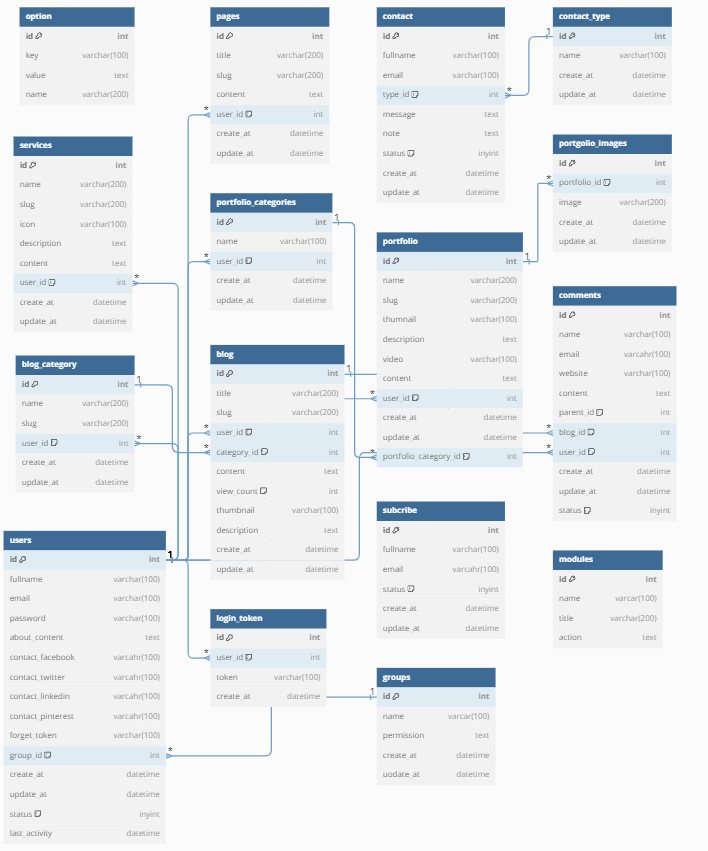 option
id int
key varchar(100)
value text
name varchar(200)
services
id int
name varchar(200)
slug varchar(200)
icon varchar(100)
description text
content text
user_id int
create_at datetime
update_at datetime
blog_category
id int
name varchar(200)
slug varchar(200)
user_id int
create_at datetime
update_at datetime
users
id int
fullname varchar(100)
email varchar(100)
password varchar(100)
about_content text
contact_facebook varcahr(100)
contact_twitter varcahr(100)
contact_linkedin varcahr(100)
contact_pinterest varcahr(100)
forget_token varchar(100)
group_id int
create_at datetime
update_at datetime
status inyint
last_activity datetime
pages
id int
title varchar(200)
slug varchar(200)
content text
user_id int
create_at datetime
update_at datetime
portfolio_categories
id int
name varchar(100)
user_id int
create_at datetime
update_at datetime
blog
id int
title varchar(200)
slug varchar(200)
user_id int
category_id int
content text
view_count int
thumbnail varchar(100)
description text
create_at datetime
update_at datetime
login_token
id int
user_id int
token varchar(100)
create_at datetime
contact
id int
fullname varchar(100)
email varchar(100)
type_id int
message text
note text
status inyint
create_at datetime
update_at datetime
portfolio
id int
name varchar(200)
slug varchar(200)
thumnail varchar(100)
description text
video varchar(100)
content text
user_id int
create_at datetime
update_at datetime
portfolio_category_id int
subcribe
id int
fullname varchar(100)
email varcahr(100)
status inyint
create_at datetime
update_at datetime
groups
id int
name varcar(100)
permission text
create_at datetime
uodate_at datetime
contact_type
id int
name varchar(100)
create_at datetime
update_at datetime
portgolio_images
id int
portfolio_id int
image varchar(200)
create_at datetime
update_at datetime
comments
id int
name varchar(100)
email varcahr(100)
website varchar(100)
content text
parent_id int
blog_id int
user_id int
create_at datetime
update_at datetime
status inyint
modules
id int
name varchar(100)
title varchar(200)
action text